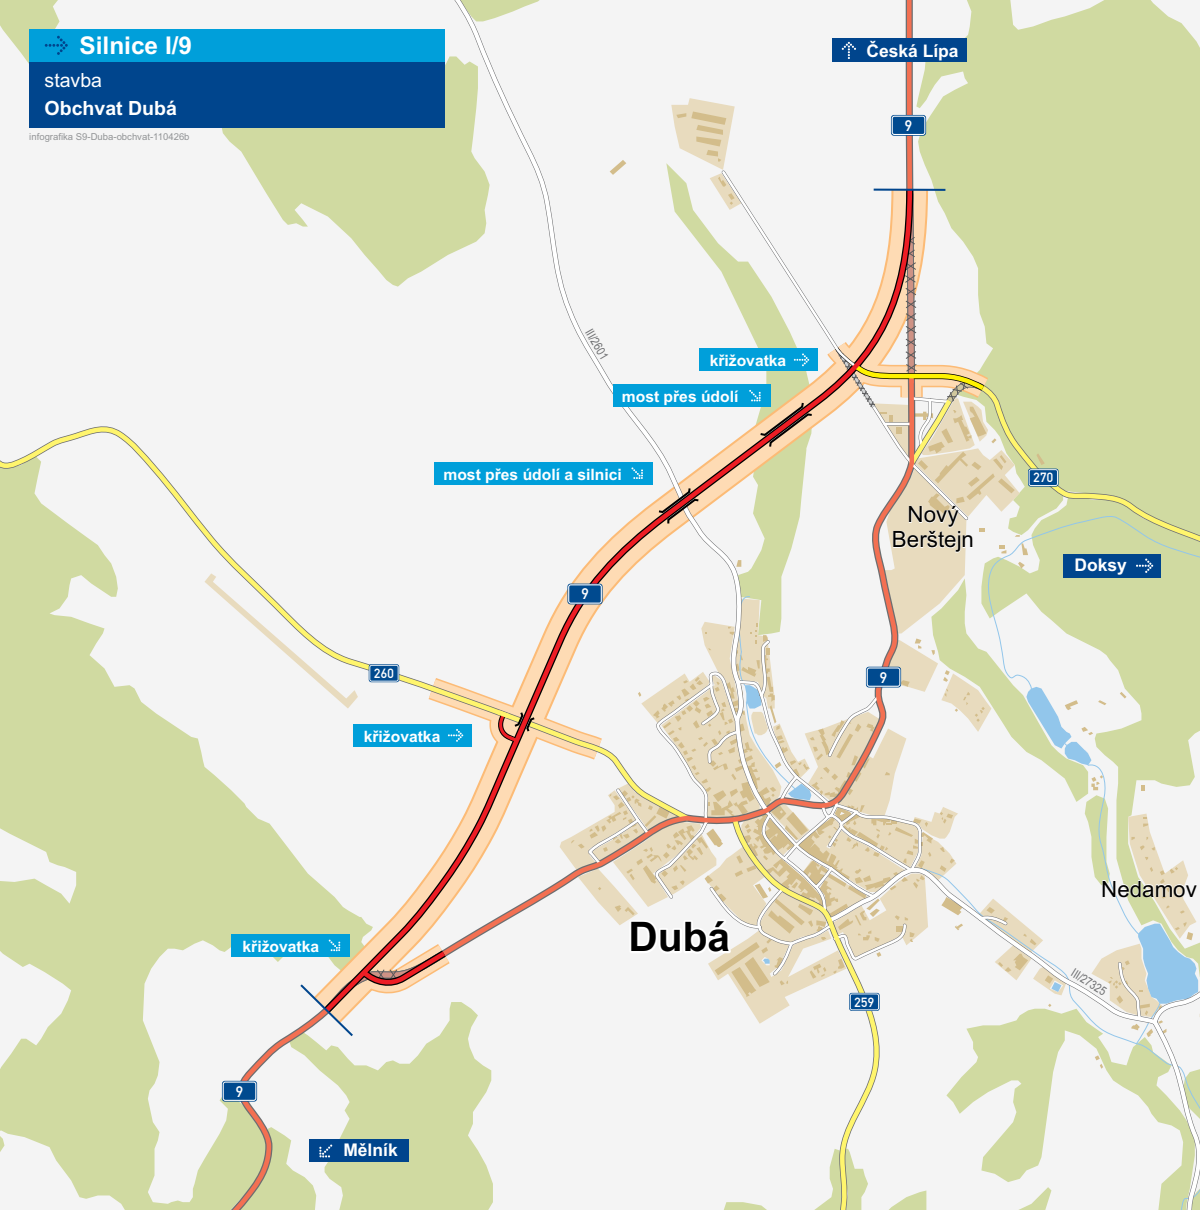 Silnice I/9
stavba
Obchvat Dubá
infografika S9-Duba-obchvat-110426b
Česká Lípa
9
III/2601
křižovatka
most přes údolí
most přes údolí a silnici
270
Nový
Berštejn
Doksy
9
260
9
křižovatka
Nedamov
Dubá
křižovatka
III/27325
259
9
Mělník